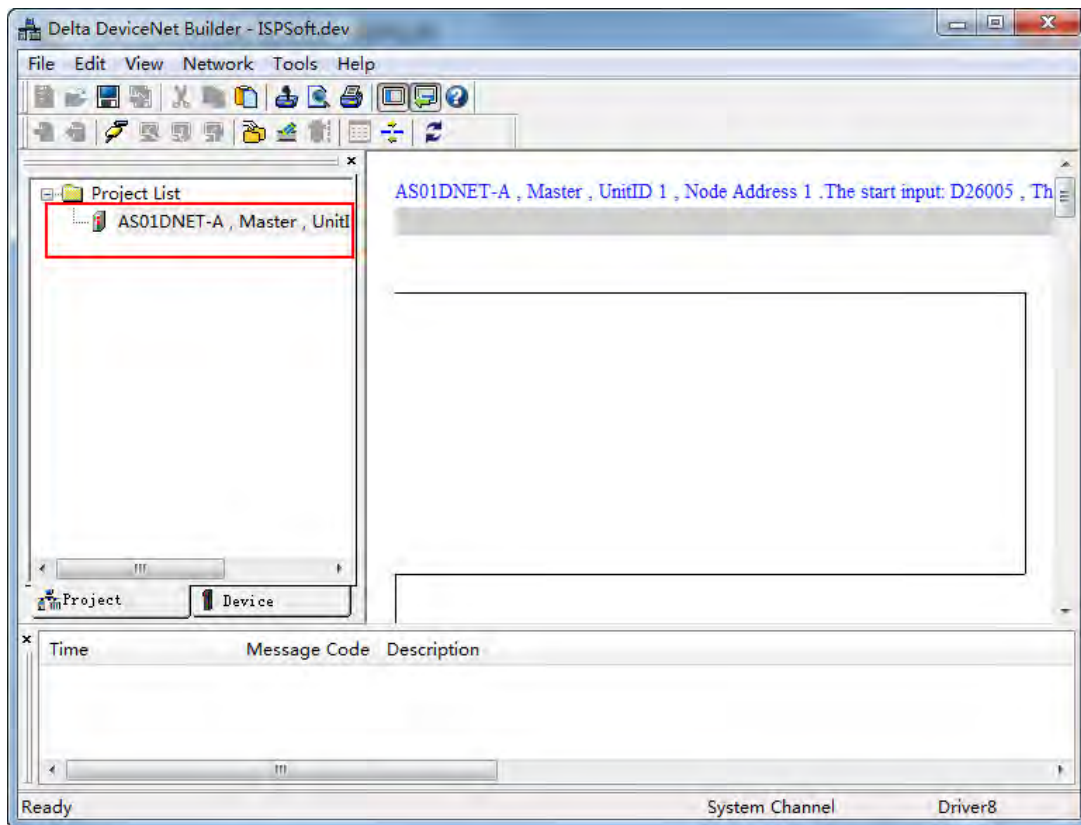 Delta DeviceNet Builder - ISPSoft.dev
File Edit View Network Tools Help
Project List
AS01DNET-A , Master , UnitI
AS01DNET-A , Master , UnitID 1 , Node Address 1 .The start input: D26005 , Th
Project Device
Time Message Code Description
Ready System Channel Driver8